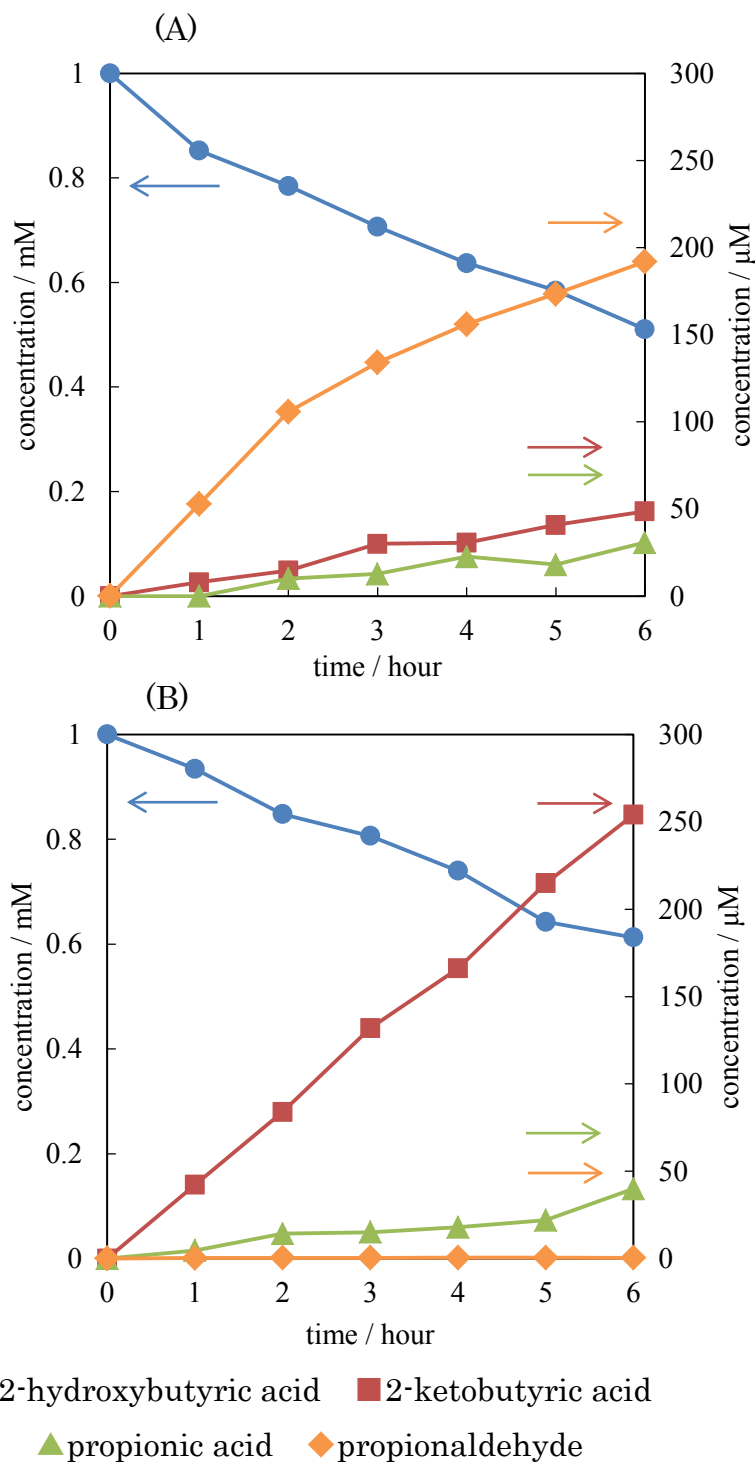 (A)
1
0.8
0.6
0.4
0.2
0
concentration / mM
300
250
200
150
100
50
0
concentration / μM
0 1 2 3 4 5 6
time / hour
(B)
1
0.8
0.6
0.4
0.2
0
concentration / mM
300
250
200
150
100
50
0
concentration / μM
0 1 2 3 4 5 6
time / hour
2-hydroxybutyric acid 2-ketobutyric acid
propionic acid propionaldehyde